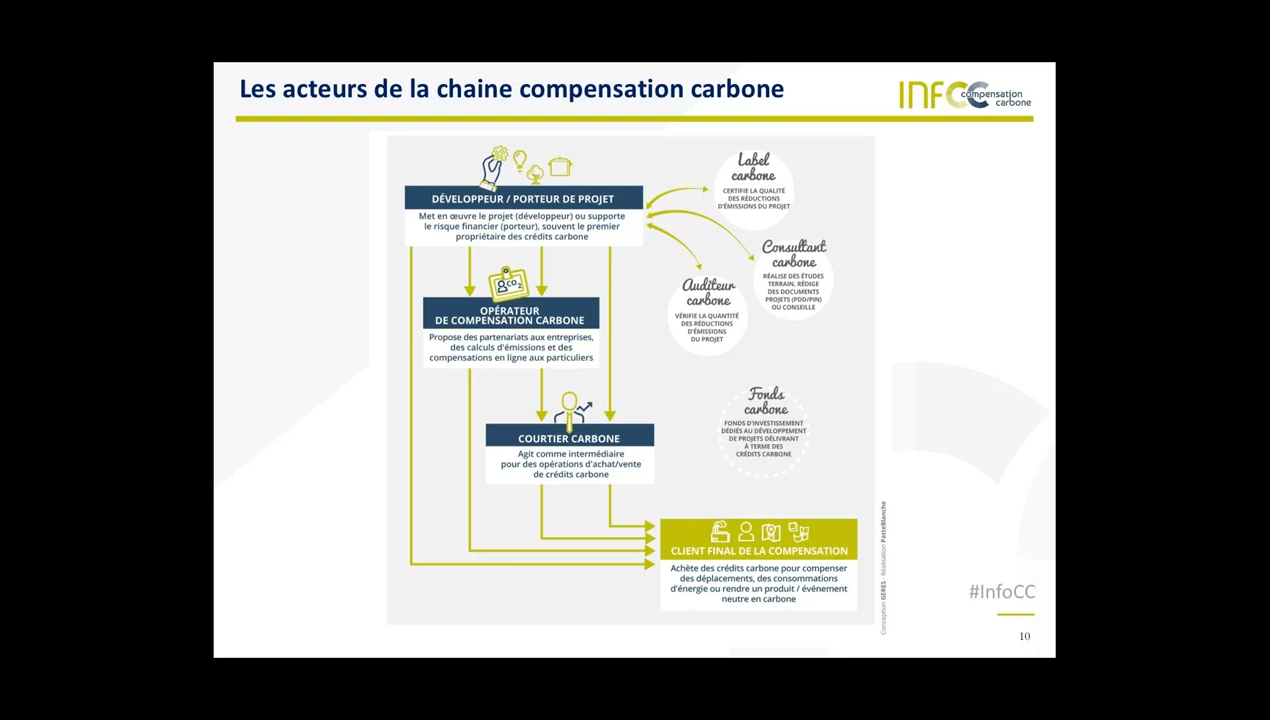 Les acteurs de la chaine compensation carbone
INFCC compensation
carbone
DÉVELOPPEUR / PORTEUR DE PROJET
Met en œuvre le projet (développeur) ou supporte
le risque financier (porteur), souvent le premier
propriétaire des crédits carbone
Label
carbone
CERTIFIE LA QUALITÉ
DES RÉDUCTIONS
D'ÉMISSIONS DU PROJET
Consultant
carbone
RÉALISE DES ÉTUDES
TERRAIN, RÉDIGE
DES DOCUMENTS
PROJETS (PDD/PIN)
OU CONSEILLE
Auditeur
carbone
VÉRIFIE LA QUANTITÉ
DES RÉDUCTIONS
D'ÉMISSIONS
DU PROJET
CO2
OPÉRATEUR
DE COMPENSATION CARBONE
Propose des partenariats aux entreprises,
des calculs d'émissions et des
compensations en ligne aux particuliers
Fonds
carbone
FONDS D'INVESTISSEMENT
DÉDIÉS AU DÉVELOPPEMENT
DE PROJETS DÉLIVRANT
À TERME DES
CRÉDITS CARBONE
COURTIER CARBONE
Agit comme intermédiaire
pour des opérations d'achat/vente
de crédits carbone
CLIENT FINAL DE LA COMPENSATION
Achète des crédits carbone pour compenser
des déplacements, des consommations
d'énergie ou rendre un produit / événement
neutre en carbone
Conception GERES - Réalisation PatteBlanche
#InfoCC
10